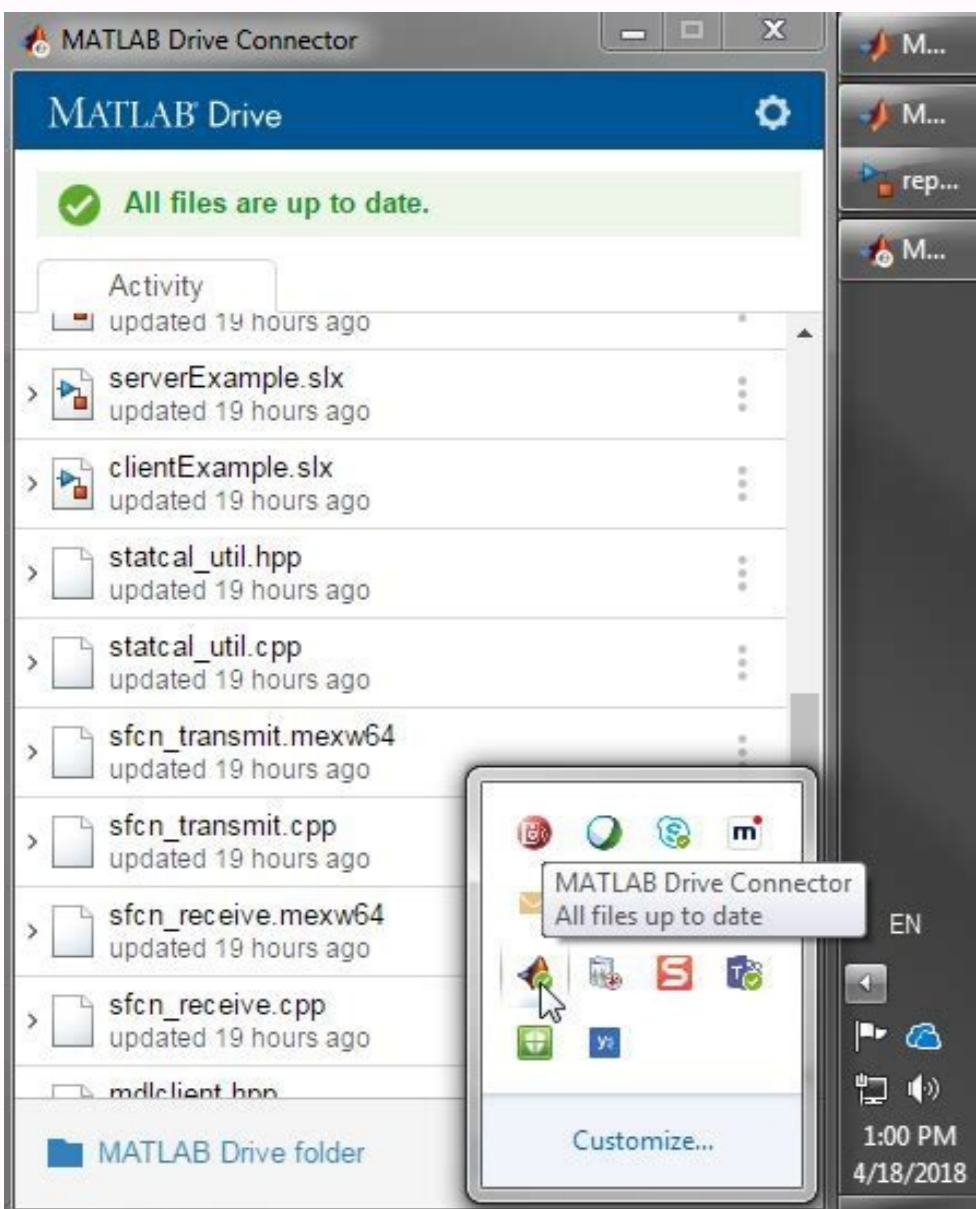 MATLAB Drive Connector
MATLAB® Drive
All files are up to date.
Activity
updated 19 hours ago
serverExample.slx
updated 19 hours ago
clientExample.slx
updated 19 hours ago
statcal_util.hpp
updated 19 hours ago
statcal_util.cpp
updated 19 hours ago
sfcn_transmit.mexw64
updated 19 hours ago
sfcn_transmit.cpp
updated 19 hours ago
sfcn_receive.mexw64
updated 19 hours ago
sfcn_receive.cpp
updated 19 hours ago
mdlclient.hpp
MATLAB Drive folder
MATLAB Drive Connector
All files up to date
Customize...
M...
M...
rep...
M...
EN
1:00 PM
4/18/2018